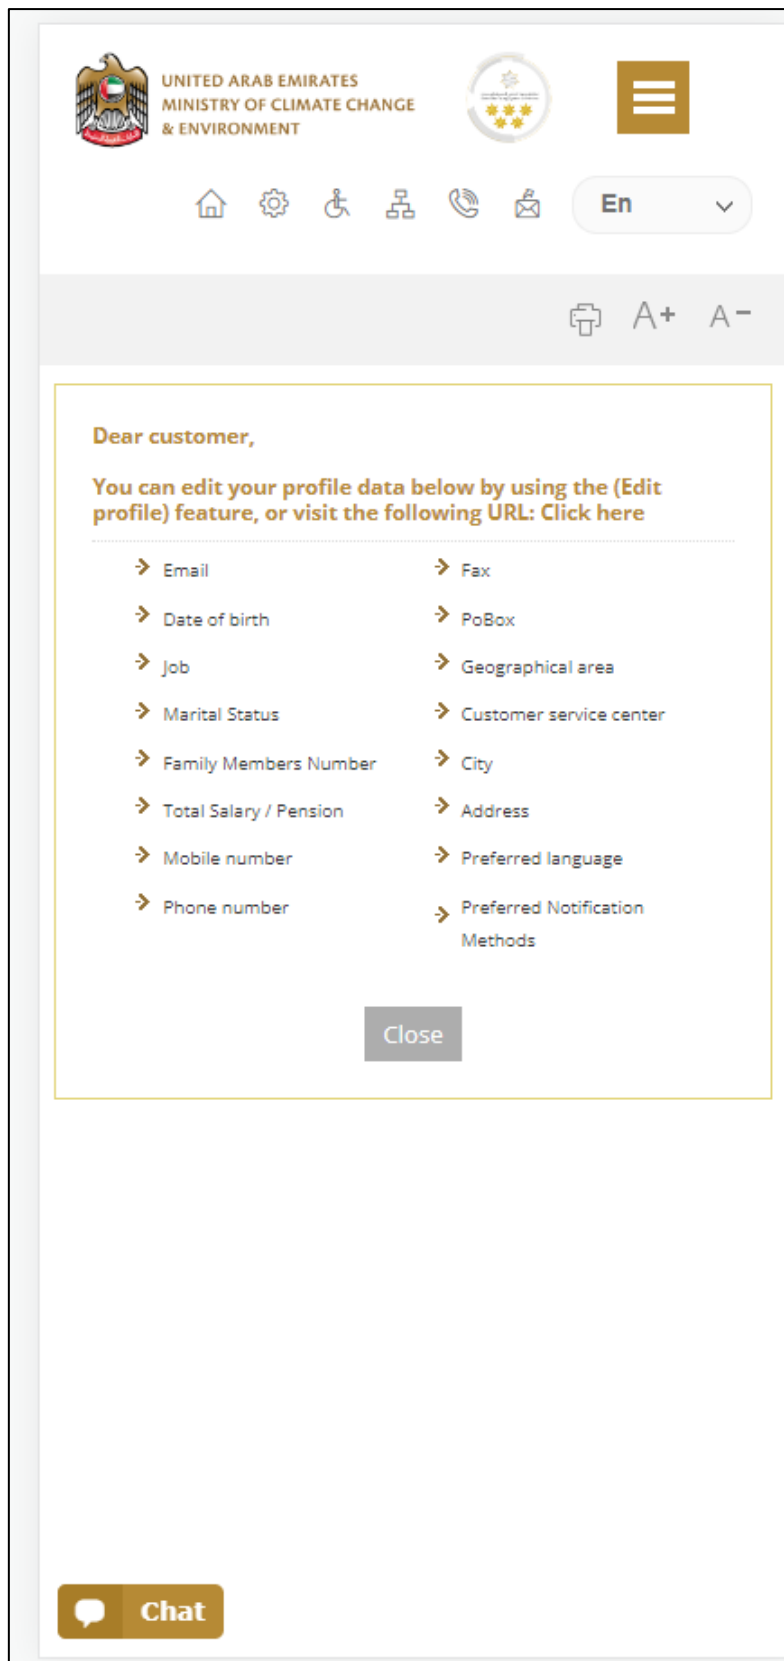 UNITED ARAB EMIRATES
MINISTRY OF CLIMATE CHANGE
& ENVIRONMENT
En
A+ A-
Dear customer,
You can edit your profile data below by using the (Edit
profile) feature, or visit the following URL: Click here
Email
Date of birth
Job
Marital Status
Family Members Number
Total Salary / Pension
Mobile number
Phone number
Fax
PoBox
Geographical area
Customer service center
City
Address
Preferred language
Preferred Notification
Methods
Close
Chat